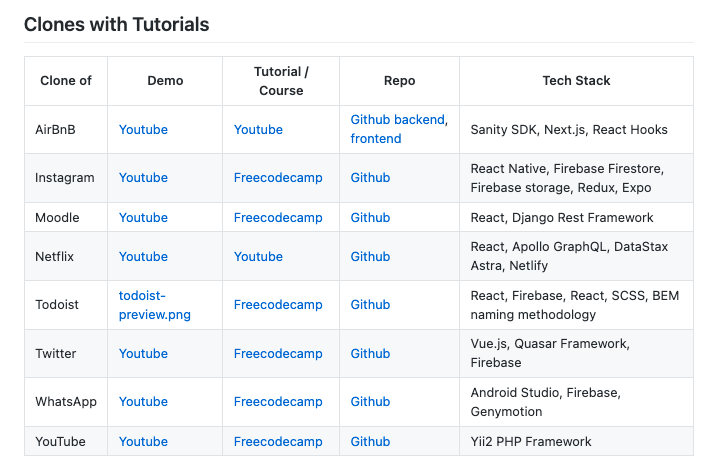 Clones with Tutorials
Clone of Demo Tutorial / Course Repo Tech Stack
AirBnB Youtube Youtube Github backend, frontend Sanity SDK, Next.js, React Hooks
Instagram Youtube Freecodecamp Github React Native, Firebase Firestore, Firebase storage, Redux, Expo
Moodle Youtube Freecodecamp Github React, Django Rest Framework
Netflix Youtube Youtube Github React, Apollo GraphQL, DataStax Astra, Netlify
Todoist todoist-preview.png Freecodecamp Github React, Firebase, React, SCSS, BEM naming methodology
Twitter Youtube Freecodecamp Github Vue.js, Quasar Framework, Firebase
WhatsApp Youtube Freecodecamp Github Android Studio, Firebase, Genymotion
YouTube Youtube Freecodecamp Github Yii2 PHP Framework